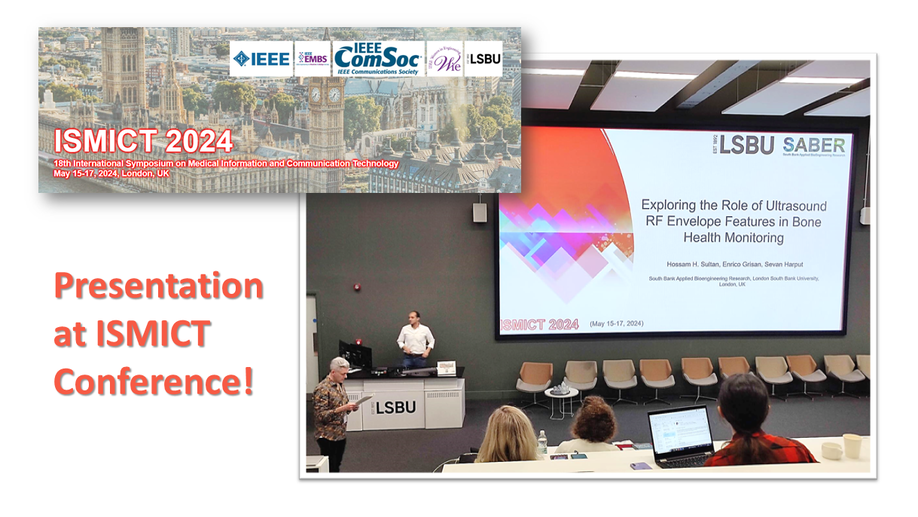 IEEE
IEEE
EMBS
IEEE
ComSoc
IEEE Communications Society
WIE
LSBU
ISMICT 2024
18th International Symposium on Medical Information and Communication Technology
May 15-17, 2024, London, UK
LSBU SABER
Exploring the Role of Ultrasound
RF Envelope Features in Bone
Health Monitoring
Hossam H. Sultan, Enrico Grisan, Sevan Harput
South Bank Applied Bioengineering Research, London South Bank University,
London, UK
ISMICT 2024 (May 15-17, 2024)
Presentation
at ISMICT
Conference!
LSBU